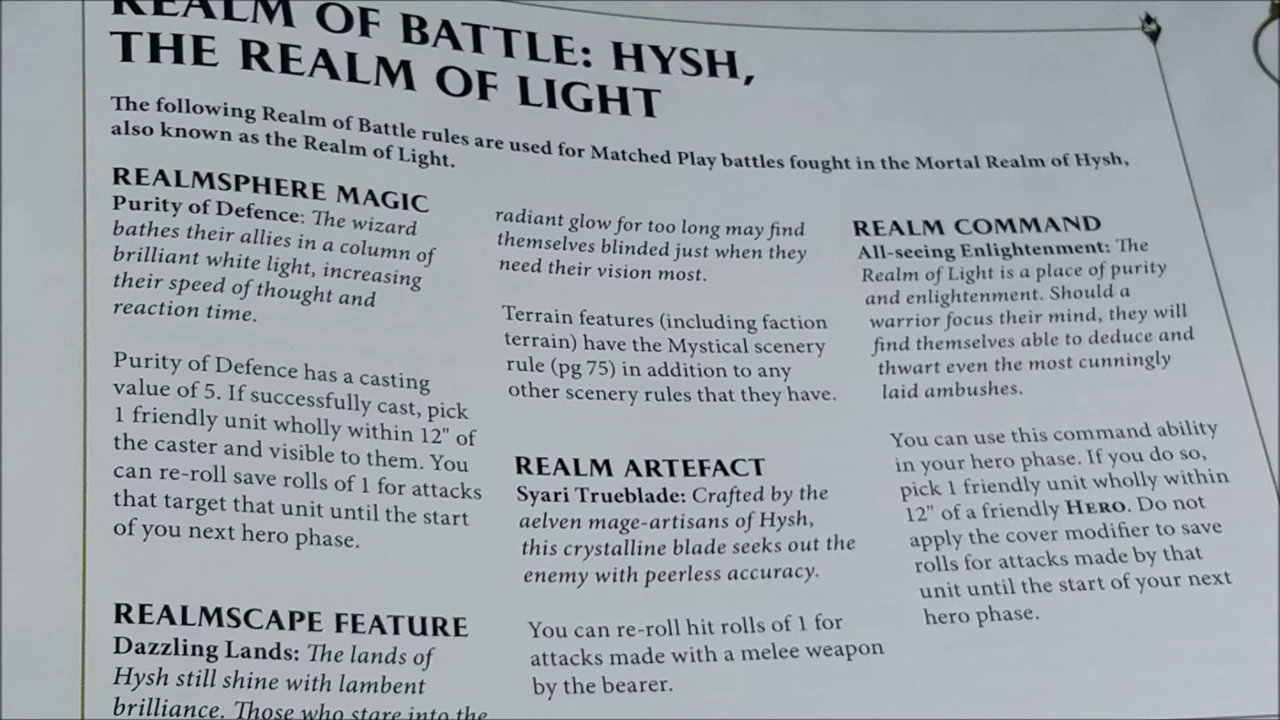 REALM OF BATTLE: HYSH,
THE REALM OF LIGHT
The following Realm of Battle rules are used for Matched Play battles fought in the Mortal Realm of Hysh,
also known as the Realm of Light.
REALMSPHERE MAGIC
Purity of Defence: The wizard
bathes their allies in a column of
brilliant white light, increasing
their speed of thought and
reaction time.
Purity of Defence has a casting
value of 5. If successfully cast, pick
1 friendly unit wholly within 12" of
the caster and visible to them. You
can re-roll save rolls of 1 for attacks
that target that unit until the start
of you next hero phase.
REALMSCAPE FEATURE
Dazzling Lands: The lands of
Hysh still shine with lambent
brilliance. Those who stare into the
radiant glow for too long may find
themselves blinded just when they
need their vision most.
Terrain features (including faction
terrain) have the Mystical scenery
rule (pg 75) in addition to any
other scenery rules that they have.
REALM ARTEFACT
Syari Trueblade: Crafted by the
aelven mage-artisans of Hysh,
this crystalline blade seeks out the
enemy with peerless accuracy.
You can re-roll hit rolls of 1 for
attacks made with a melee weapon
by the bearer.
REALM COMMAND
All-seeing Enlightenment: The
Realm of Light is a place of purity
and enlightenment. Should a
warrior focus their mind, they will
find themselves able to deduce and
thwart even the most cunningly
laid ambushes.
You can use this command ability
in your hero phase. If you do so,
pick 1 friendly unit wholly within
12" of a friendly HERO. Do not
apply the cover modifier to save
rolls for attacks made by that
unit until the start of your next
hero phase.